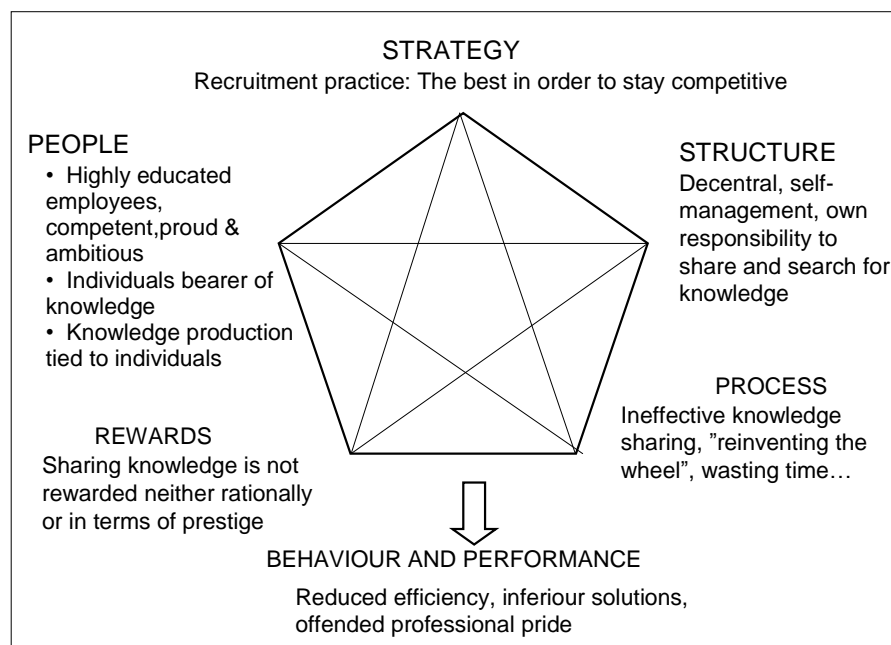 STRATEGY
Recruitment practice: The best in order to stay competitive
PEOPLE
• Highly educated
employees,
competent,proud &
ambitious
• Individuals bearer of
knowledge
• Knowledge production
tied to individuals
STRUCTURE
Decentral, self-
management, own
responsibility to
share and search for
knowledge
PROCESS
Ineffective knowledge
sharing, ”reinventing the
wheel”, wasting time…
REWARDS
Sharing knowledge is not
rewarded neither rationally
or in terms of prestige
BEHAVIOUR AND PERFORMANCE
Reduced efficiency, inferiour solutions,
offended professional pride